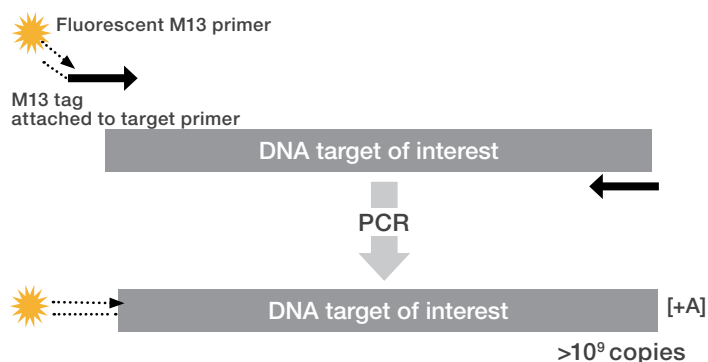 Fluorescent M13 primer
M13 tag
attached to target primer
DNA target of interest
PCR
DNA target of interest
[+A]
>10⁹ copies